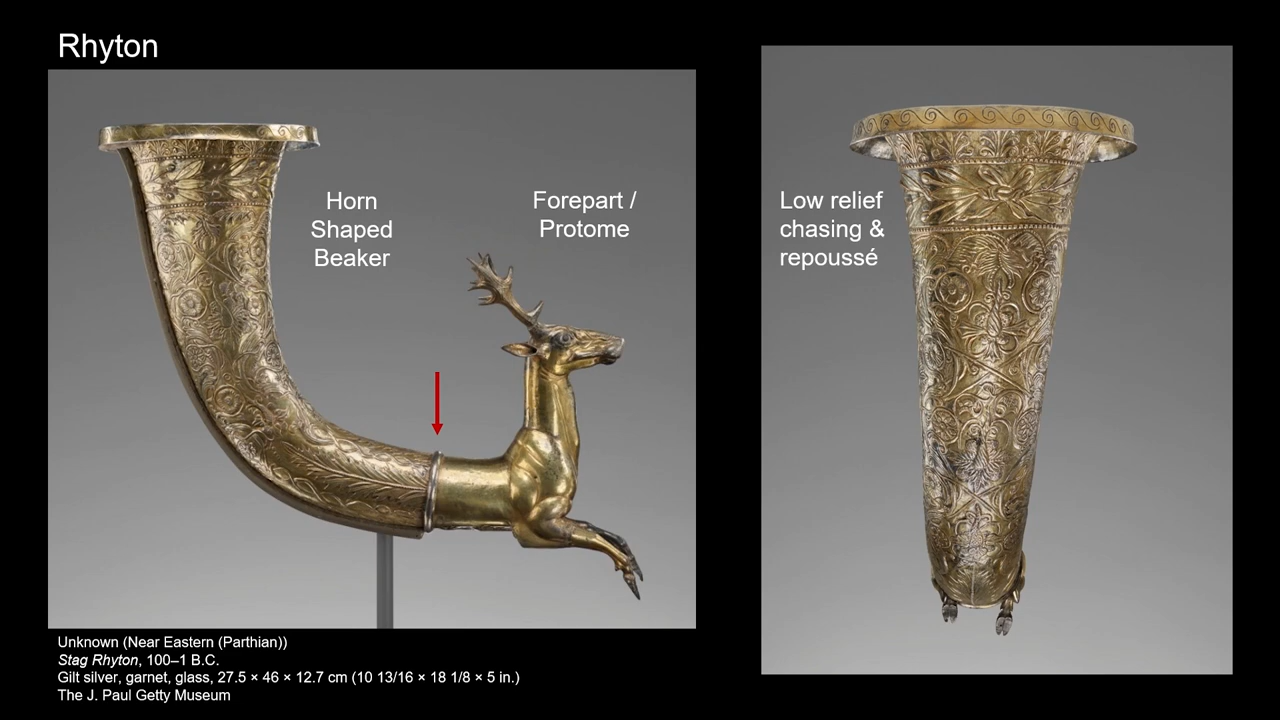 Rhyton
Horn
Shaped
Beaker
Forepart /
Protome
Low relief
chasing &
repoussé
Unknown (Near Eastern (Parthian))
Stag Rhyton, 100–1 B.C.
Gilt silver, garnet, glass, 27.5 × 46 × 12.7 cm (10 13/16 × 18 1/8 × 5 in.)
The J. Paul Getty Museum